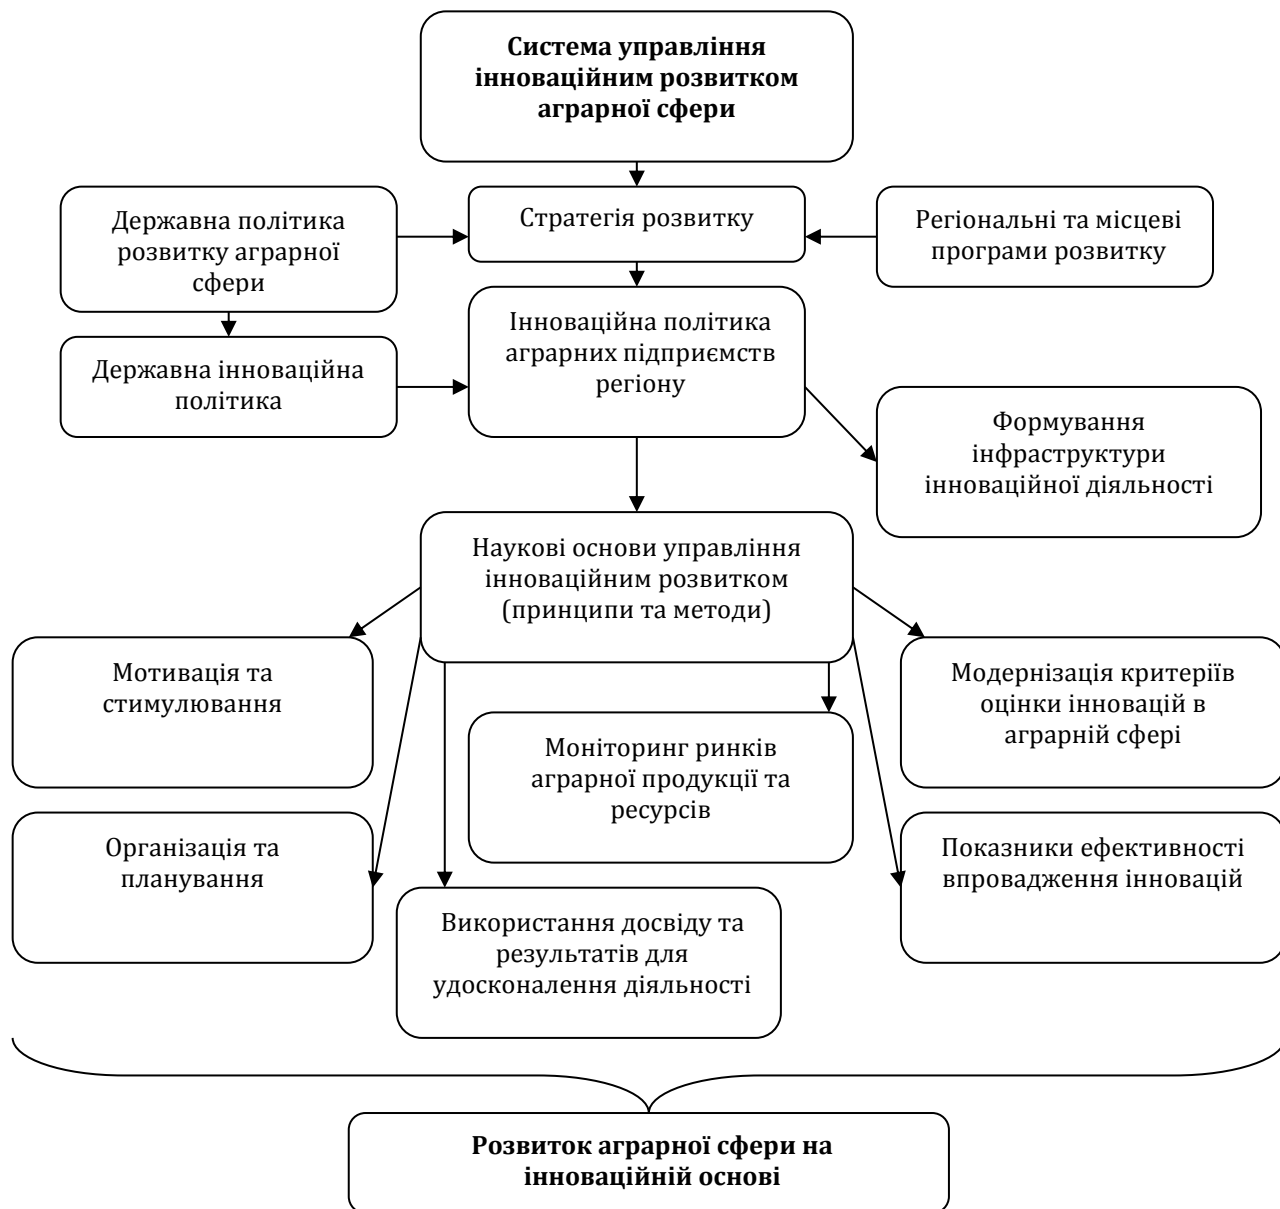 Система управління
інноваційним розвитком
аграрної сфери
Державна політика
розвитку аграрної
сфери
Стратегія розвитку
Регіональні та місцеві
програми розвитку
Державна інноваційна
політика
Інноваційна політика
аграрних підприємств
регіону
Формування
інфраструктури
інноваційної діяльності
Наукові основи управління
інноваційним розвитком
(принципи та методи)
Мотивація та
стимулювання
Моніторинг ринків
аграрної продукції та
ресурсів
Модернізація критеріїв
оцінки інновацій в
аграрній сфері
Організація та
планування
Використання досвіду та
результатів для
удосконалення діяльності
Показники ефективності
впровадження інновацій
Розвиток аграрної сфери на
інноваційній основі